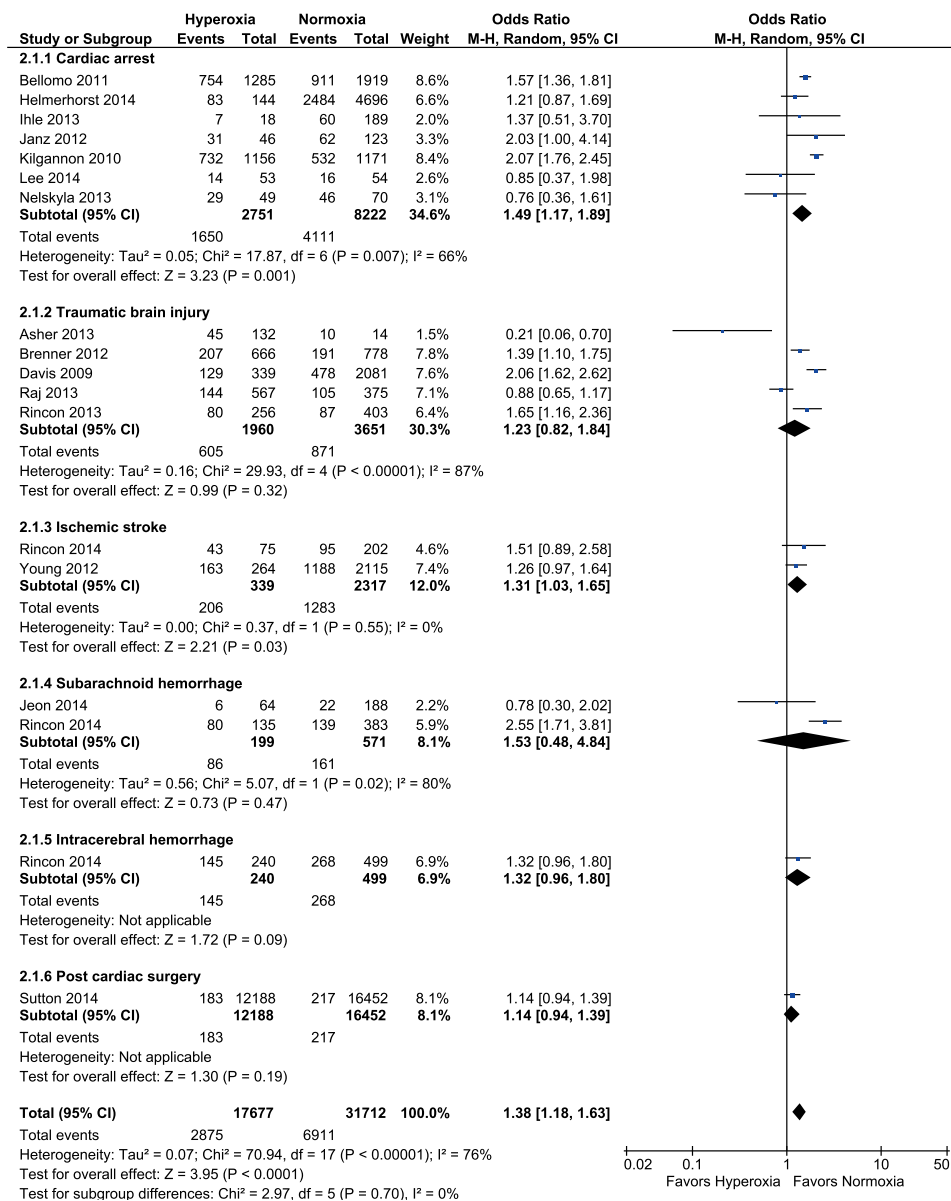 Hyperoxia Normoxia Odds Ratio Odds Ratio
Study or Subgroup Events Total Events Total Weight M-H, Random, 95% CI M-H, Random, 95% CI
2.1.1 Cardiac arrest
Bellomo 2011 754 1285 911 1919 8.6% 1.57 [1.36, 1.81]
Helmerhorst 2014 83 144 2484 4696 6.6% 1.21 [0.87, 1.69]
Ihle 2013 7 18 60 189 2.0% 1.37 [0.51, 3.70]
Janz 2012 31 46 62 123 3.3% 2.03 [1.00, 4.14]
Kilgannon 2010 732 1156 532 1171 8.4% 2.07 [1.76, 2.45]
Lee 2014 14 53 16 54 2.6% 0.85 [0.37, 1.98]
Nelskyla 2013 29 49 46 70 3.1% 0.76 [0.36, 1.61]
Subtotal (95% CI) 2751 8222 34.6% 1.49 [1.17, 1.89]
Total events 1650 4111
Heterogeneity: Tau² = 0.05; Chi² = 17.87, df = 6 (P = 0.007); I² = 66%
Test for overall effect: Z = 3.23 (P = 0.001)
2.1.2 Traumatic brain injury
Asher 2013 45 132 10 14 1.5% 0.21 [0.06, 0.70]
Brenner 2012 207 666 191 778 7.8% 1.39 [1.10, 1.75]
Davis 2009 129 339 478 2081 7.6% 2.06 [1.62, 2.62]
Raj 2013 144 567 105 375 7.1% 0.88 [0.65, 1.17]
Rincon 2013 80 256 87 403 6.4% 1.65 [1.16, 2.36]
Subtotal (95% CI) 1960 3651 30.3% 1.23 [0.82, 1.84]
Total events 605 871
Heterogeneity: Tau² = 0.16; Chi² = 29.93, df = 4 (P < 0.00001); I² = 87%
Test for overall effect: Z = 0.99 (P = 0.32)
2.1.3 Ischemic stroke
Rincon 2014 43 75 95 202 4.6% 1.51 [0.89, 2.58]
Young 2012 163 264 1188 2115 7.4% 1.26 [0.97, 1.64]
Subtotal (95% CI) 339 2317 12.0% 1.31 [1.03, 1.65]
Total events 206 1283
Heterogeneity: Tau² = 0.00; Chi² = 0.37, df = 1 (P = 0.55); I² = 0%
Test for overall effect: Z = 2.21 (P = 0.03)
2.1.4 Subarachnoid hemorrhage
Jeon 2014 6 64 22 188 2.2% 0.78 [0.30, 2.02]
Rincon 2014 80 135 139 383 5.9% 2.55 [1.71, 3.81]
Subtotal (95% CI) 199 571 8.1% 1.53 [0.48, 4.84]
Total events 86 161
Heterogeneity: Tau² = 0.56; Chi² = 5.07, df = 1 (P = 0.02); I² = 80%
Test for overall effect: Z = 0.73 (P = 0.47)
2.1.5 Intracerebral hemorrhage
Rincon 2014 145 240 268 499 6.9% 1.32 [0.96, 1.80]
Subtotal (95% CI) 240 499 6.9% 1.32 [0.96, 1.80]
Total events 145 268
Heterogeneity: Not applicable
Test for overall effect: Z = 1.72 (P = 0.09)
2.1.6 Post cardiac surgery
Sutton 2014 183 12188 217 16452 8.1% 1.14 [0.94, 1.39]
Subtotal (95% CI) 12188 16452 8.1% 1.14 [0.94, 1.39]
Total events 183 217
Heterogeneity: Not applicable
Test for overall effect: Z = 1.30 (P = 0.19)
Total (95% CI) 17677 31712 100.0% 1.38 [1.18, 1.63]
Total events 2875 6911
Heterogeneity: Tau² = 0.07; Chi² = 70.94, df = 17 (P < 0.00001); I² = 76%
Test for overall effect: Z = 3.95 (P < 0.0001)
Test for subgroup differences: Chi² = 2.97, df = 5 (P = 0.70), I² = 0%
0.02 0.1 1 10 50
Favors Hyperoxia Favors Normoxia